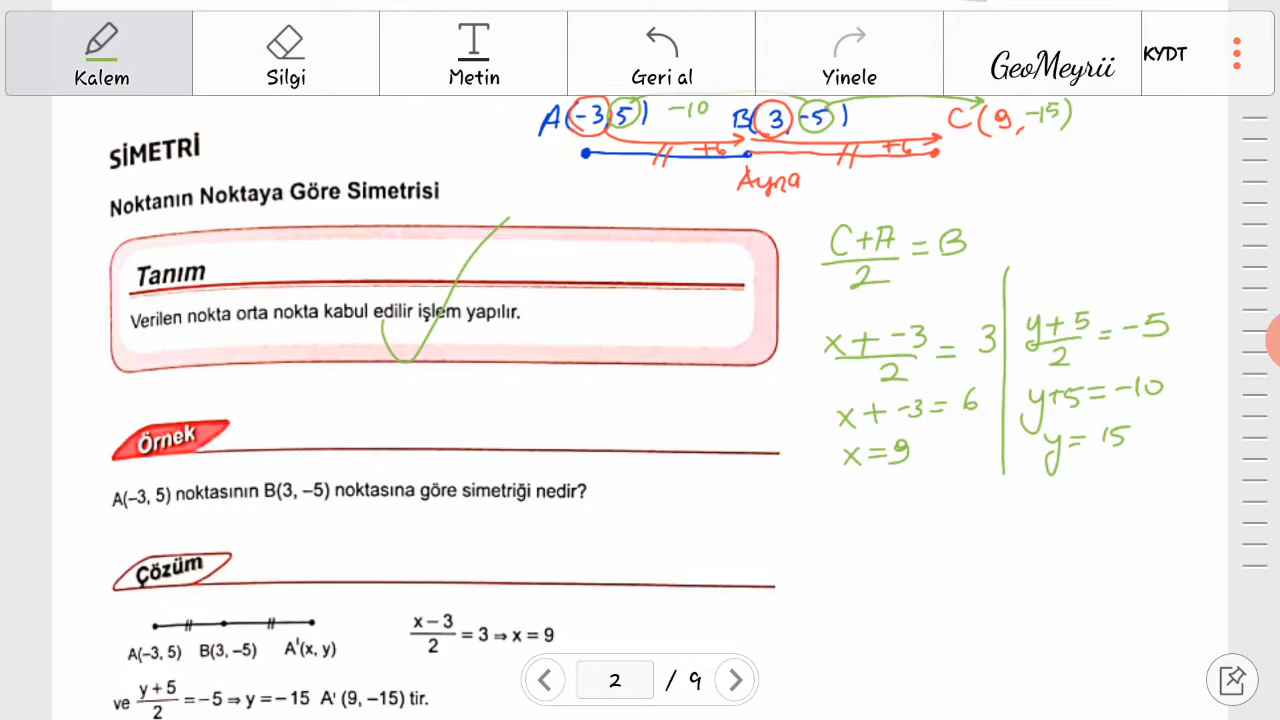 Kalem
Silgi
Metin
Geri al
Yinele
GeoMeyrii
KYDT
A(-3,5) -10 B(3,-5) C(9,-15)
+6 +6
Ayna
SİMETRİ
Noktanın Noktaya Göre Simetrisi
Tanım
Verilen nokta orta nokta kabul edilir işlem yapılır.
C+A/2 = B
x + -3/2 = 3
x + -3 = 6
x = 9
y+5/2 = -5
y+5 = -10
y = 15
Örnek
A(–3, 5) noktasının B(3, –5) noktasına göre simetriği nedir?
Çözüm
A(–3, 5) B(3, –5) A'(x, y)
x – 3/2 = 3 ⇒ x = 9
ve y + 5/2 = –5 ⇒ y = – 15 A' (9, –15) tir.
2 / 9